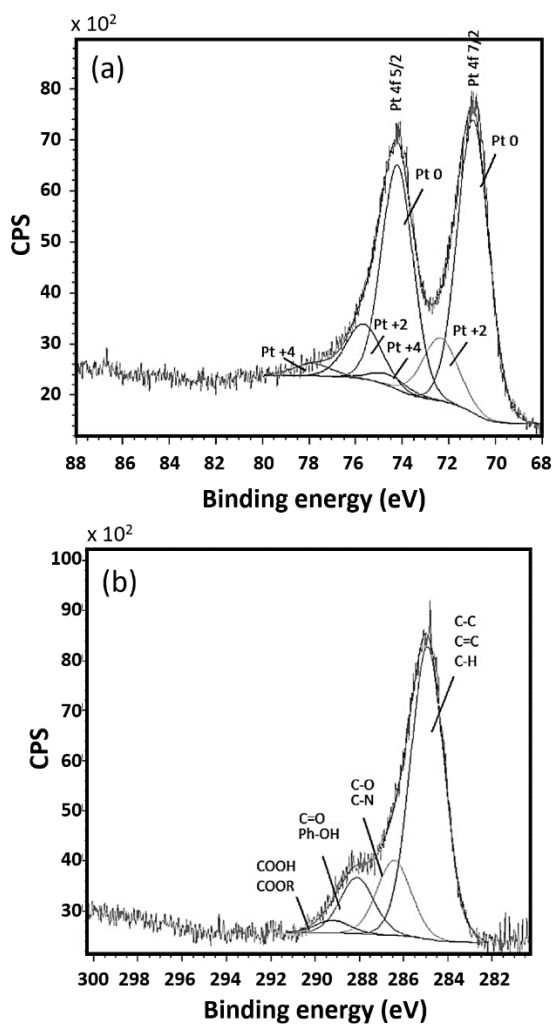 x 10²
(a)
Pt 4f 5/2
Pt 4f 7/2
90
80
70
60
50
40
30
20
CPS
Pt 0
Pt 0
Pt +2
Pt +2
Pt +4
Pt +4
88 86 84 82 80 78 76 74 72 70 68
Binding energy (eV)
x 10²
(b)
100
90
80
70
60
50
40
30
CPS
C-C
C=C
C-H
C-O
C-N
C=O
Ph-OH
COOH
COOR
300 298 296 294 292 290 288 286 284 282
Binding energy (eV)